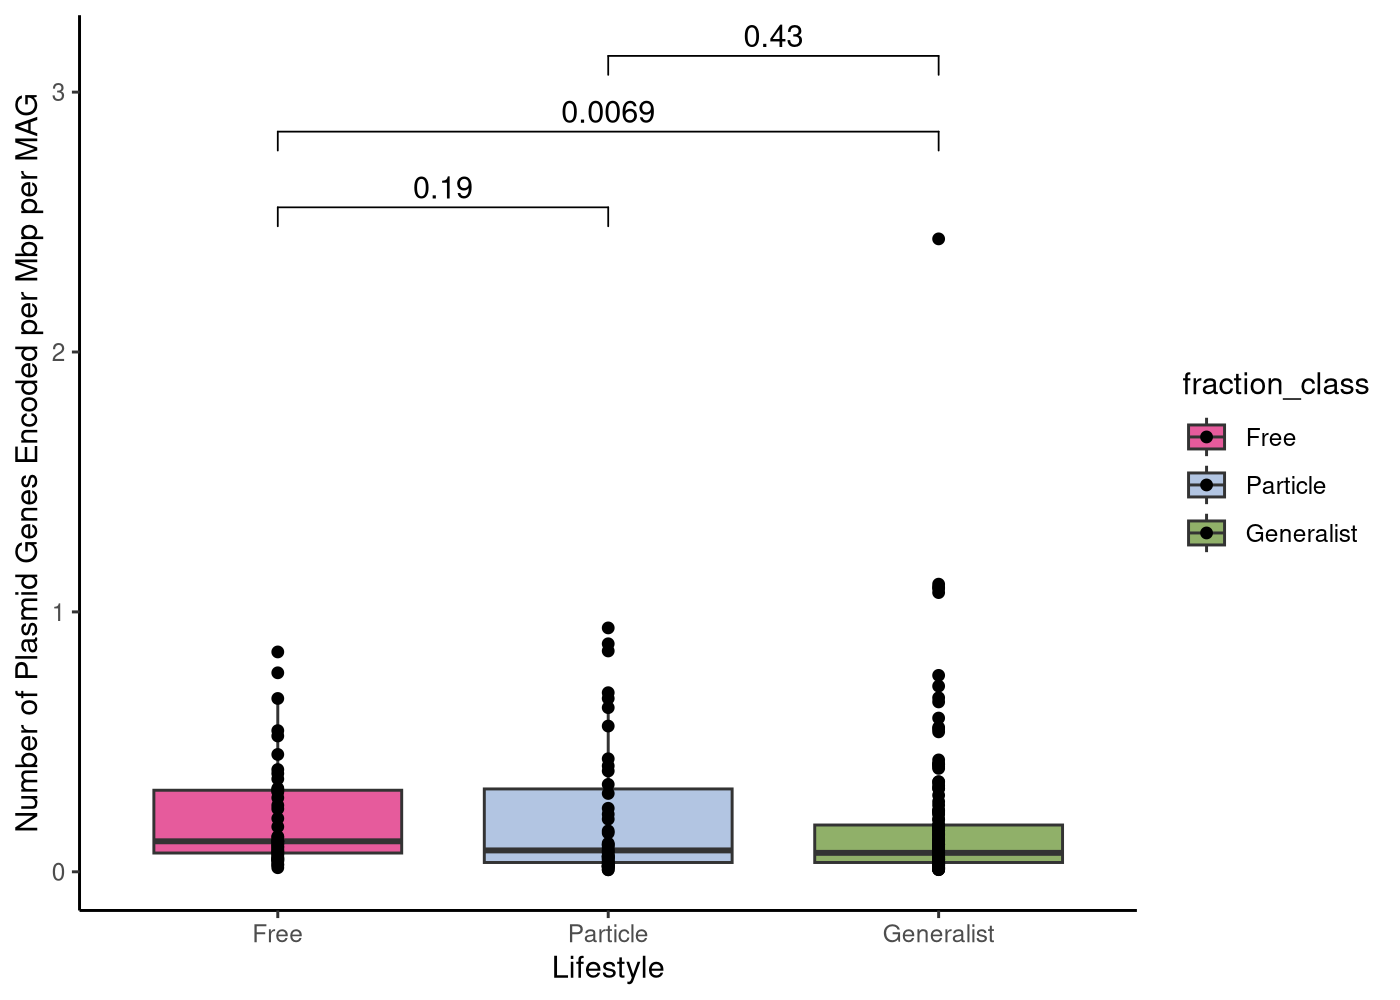 0.43
0.0069
0.19
3
2
1
0
Number of Plasmid Genes Encoded per Mbp per MAG
Free
Particle
Generalist
Lifestyle
fraction_class
Free
Particle
Generalist